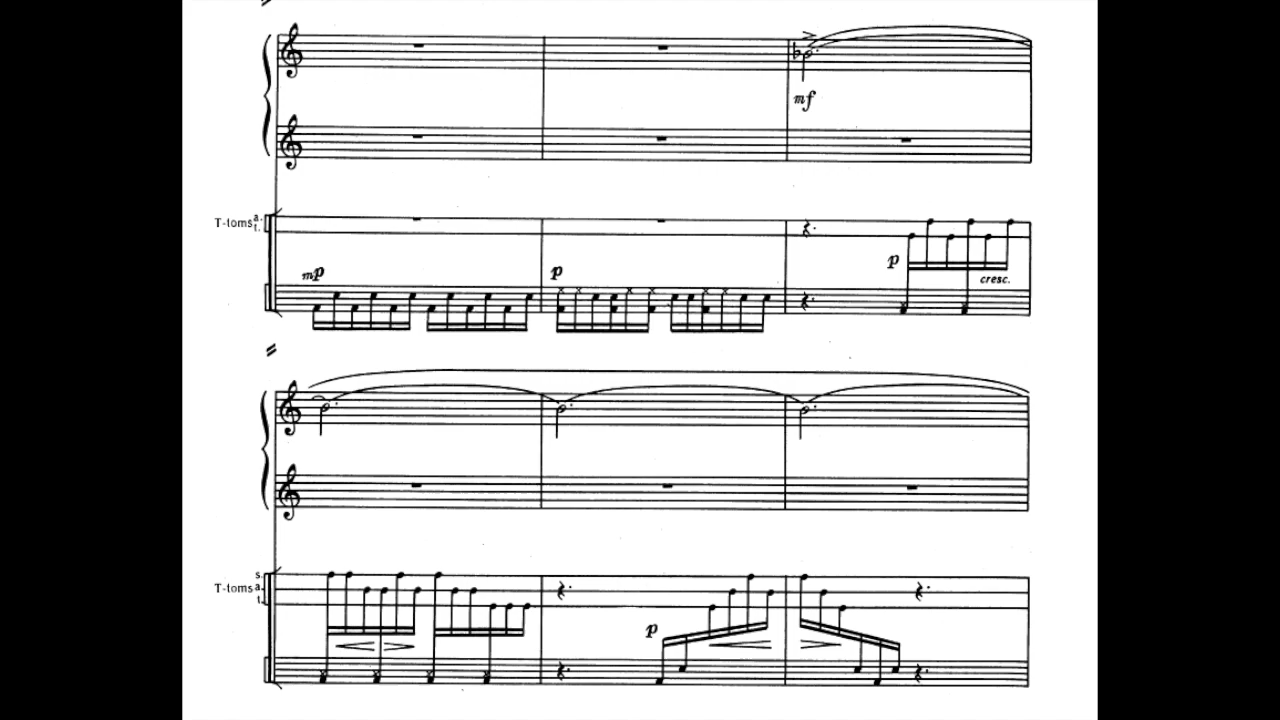 mf
T-toms a. t.
mp p p
cresc.
T-toms s. a. t.
p